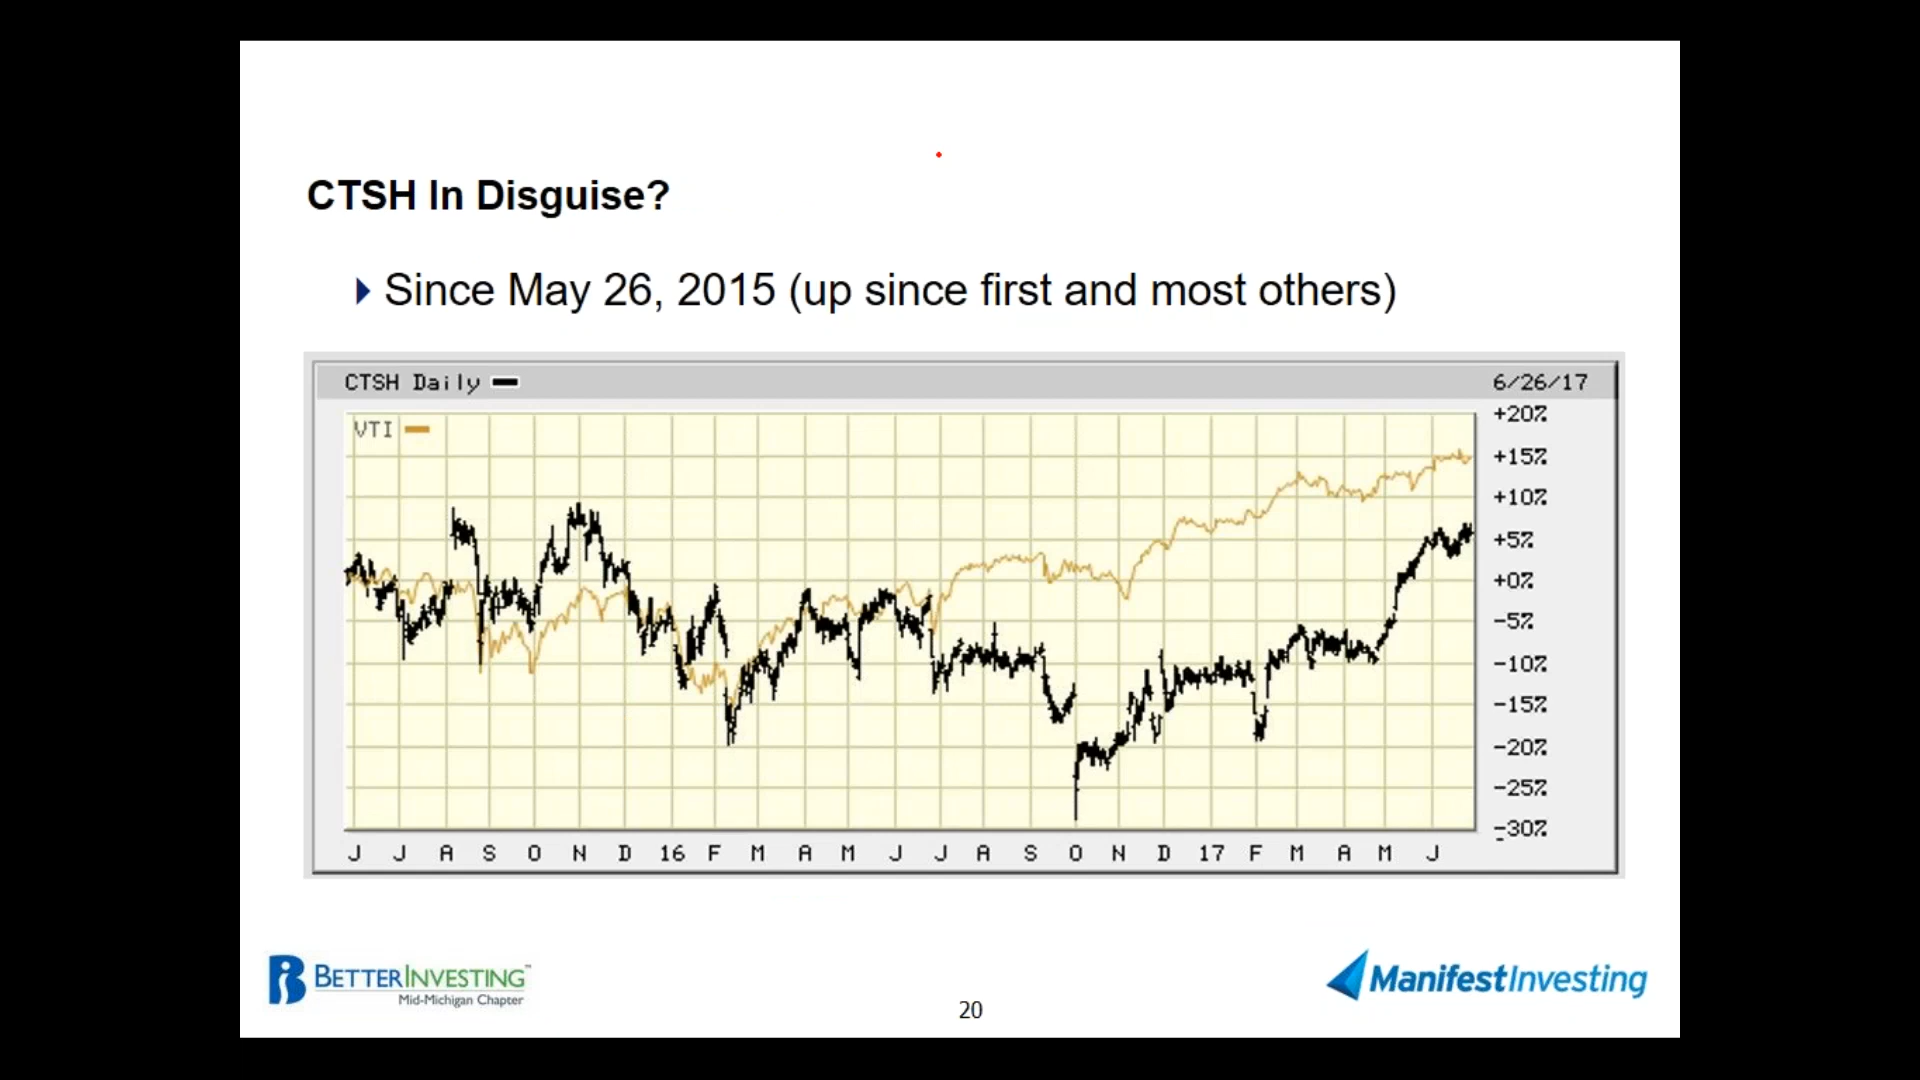 CTSH In Disguise?
Since May 26, 2015 (up since first and most others)
CTSH Daily 6/26/17
VTI
+20%
+15%
+10%
+5%
+0%
-5%
-10%
-15%
-20%
-25%
-30%
J J A S O N D 16 F M A M J J A S O N D 17 F M A M J
BETTERINVESTING™
Mid-Michigan Chapter
ManifestInvesting
20